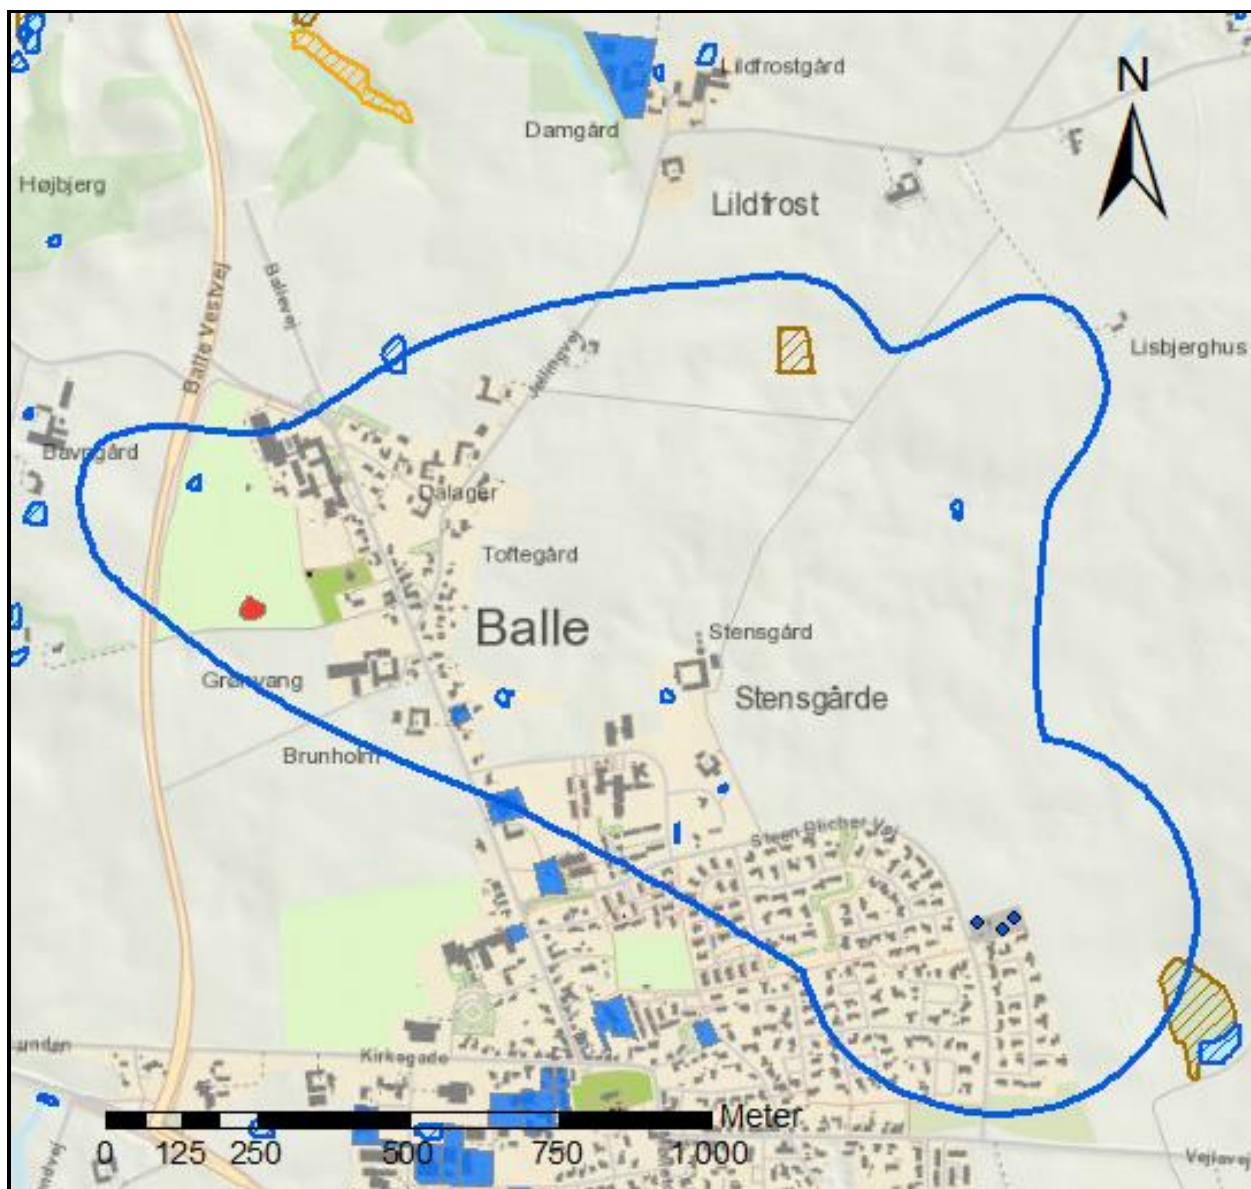 Lildfrostgård
N
Damgård
Højbjerg
Lildfrost
Ballevej
Balle Vestvej
Jellingvej
Lisbjerghus
Bavngård
Dalager
Toftegård
Balle
Stensgård
Grønvang
Stensgårde
Brunholm
Steen Blicher Vej
Kirkegade
Meter
0 125 250 500 750 1.000
Vejlevej